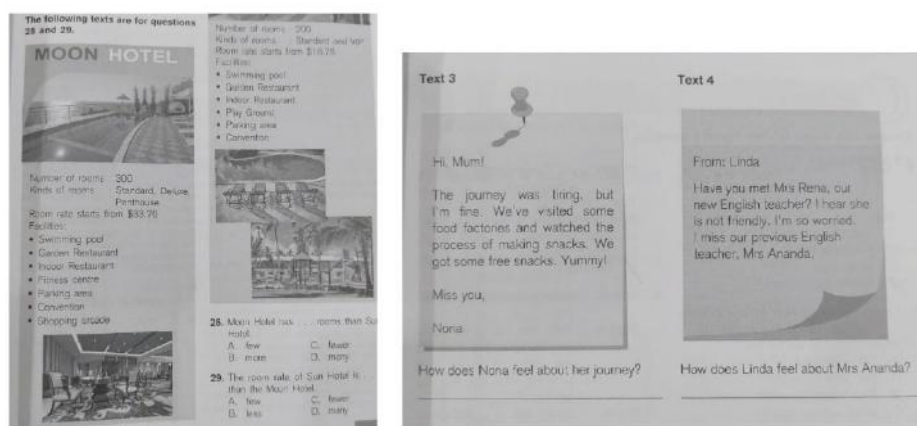 The following texts are for questions
28 and 29.
MOON HOTEL
Number of rooms : 300
Kinds of rooms : Standard, Deluxe,
Penthouse
Room rate starts from $33.70
Facilities:
• Swimming pool
• Garden Restaurant
• Indoor Restaurant
• Fitness centre
• Parking area
• Convention
• Shopping arcade
Number of rooms : 200
Kinds of rooms : Standard and
Room rate starts from
Facilities:
• Swimming pool
• Garden Restaurant
• Indoor Restaurant
• Play Ground
• Parking area
• Convention
28. Moon Hotel has ... rooms than Sun
Hotel.
A. few C. fewer
B. more D. many
29. The room rate of Sun Hotel is ...
than the Moon Hotel.
A. few C. fewer
B. less D. many
Text 3
Hi, Mum!
The journey was tiring, but
I'm fine. We've visited some
food factories and watched the
process of making snacks. We
got some free snacks. Yummy!
Miss you,
Nona
How does Nona feel about her journey?
Text 4
From: Linda
Have you met Mrs Rena, our
new English teacher? I hear she
is not friendly. I'm so worried.
I miss our previous English
teacher, Mrs Ananda.
How does Linda feel about Mrs Ananda?